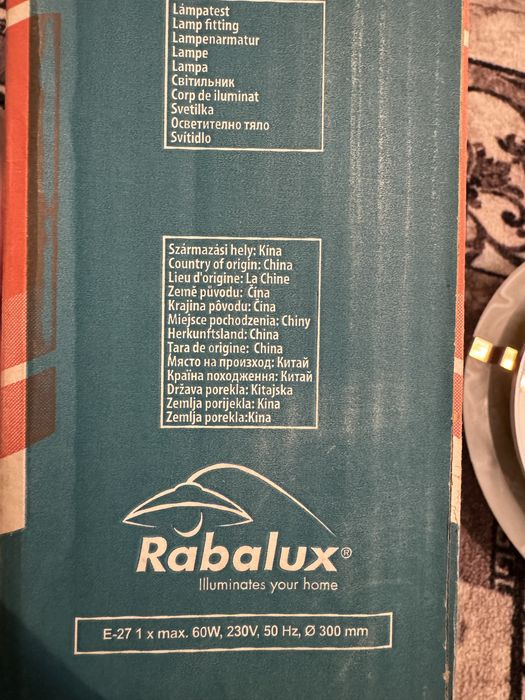 Lámpatest
Lamp fitting
Lampenarmatur
Lampe
Lampa
Світильник
Corp de iluminat
Svetilka
Осветително тяло
Svítidlo
Származási hely: Kína
Country of origin: China
Lieu d'origine: La Chine
Země původu: Čína
Krajina pôvodu: Čína
Miejsce pochodzenia: Chiny
Herkunftsland: China
Tara de origine: China
Място на произход: Китай
Країна походження: Китай
Država porekla: Kitajska
Zemlja porijekla: Kina
Zemlja porekla:Kina
Rabalux®
Illuminates your home
E-27 1 x max. 60W, 230V, 50 Hz, Ø 300 mm